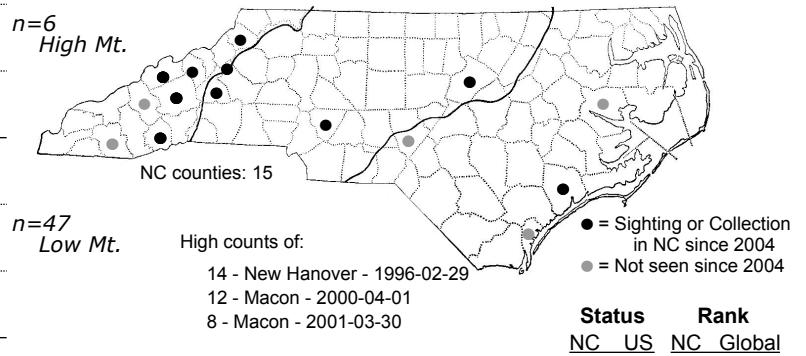 n=6
High Mt.
NC counties: 15
n=47
Low Mt.
High counts of:
14 - New Hanover - 1996-02-29
12 - Macon - 2000-04-01
8 - Macon - 2001-03-30
= Sighting or Collection
in NC since 2004
= Not seen since 2004
Status Rank
NC US NC Global